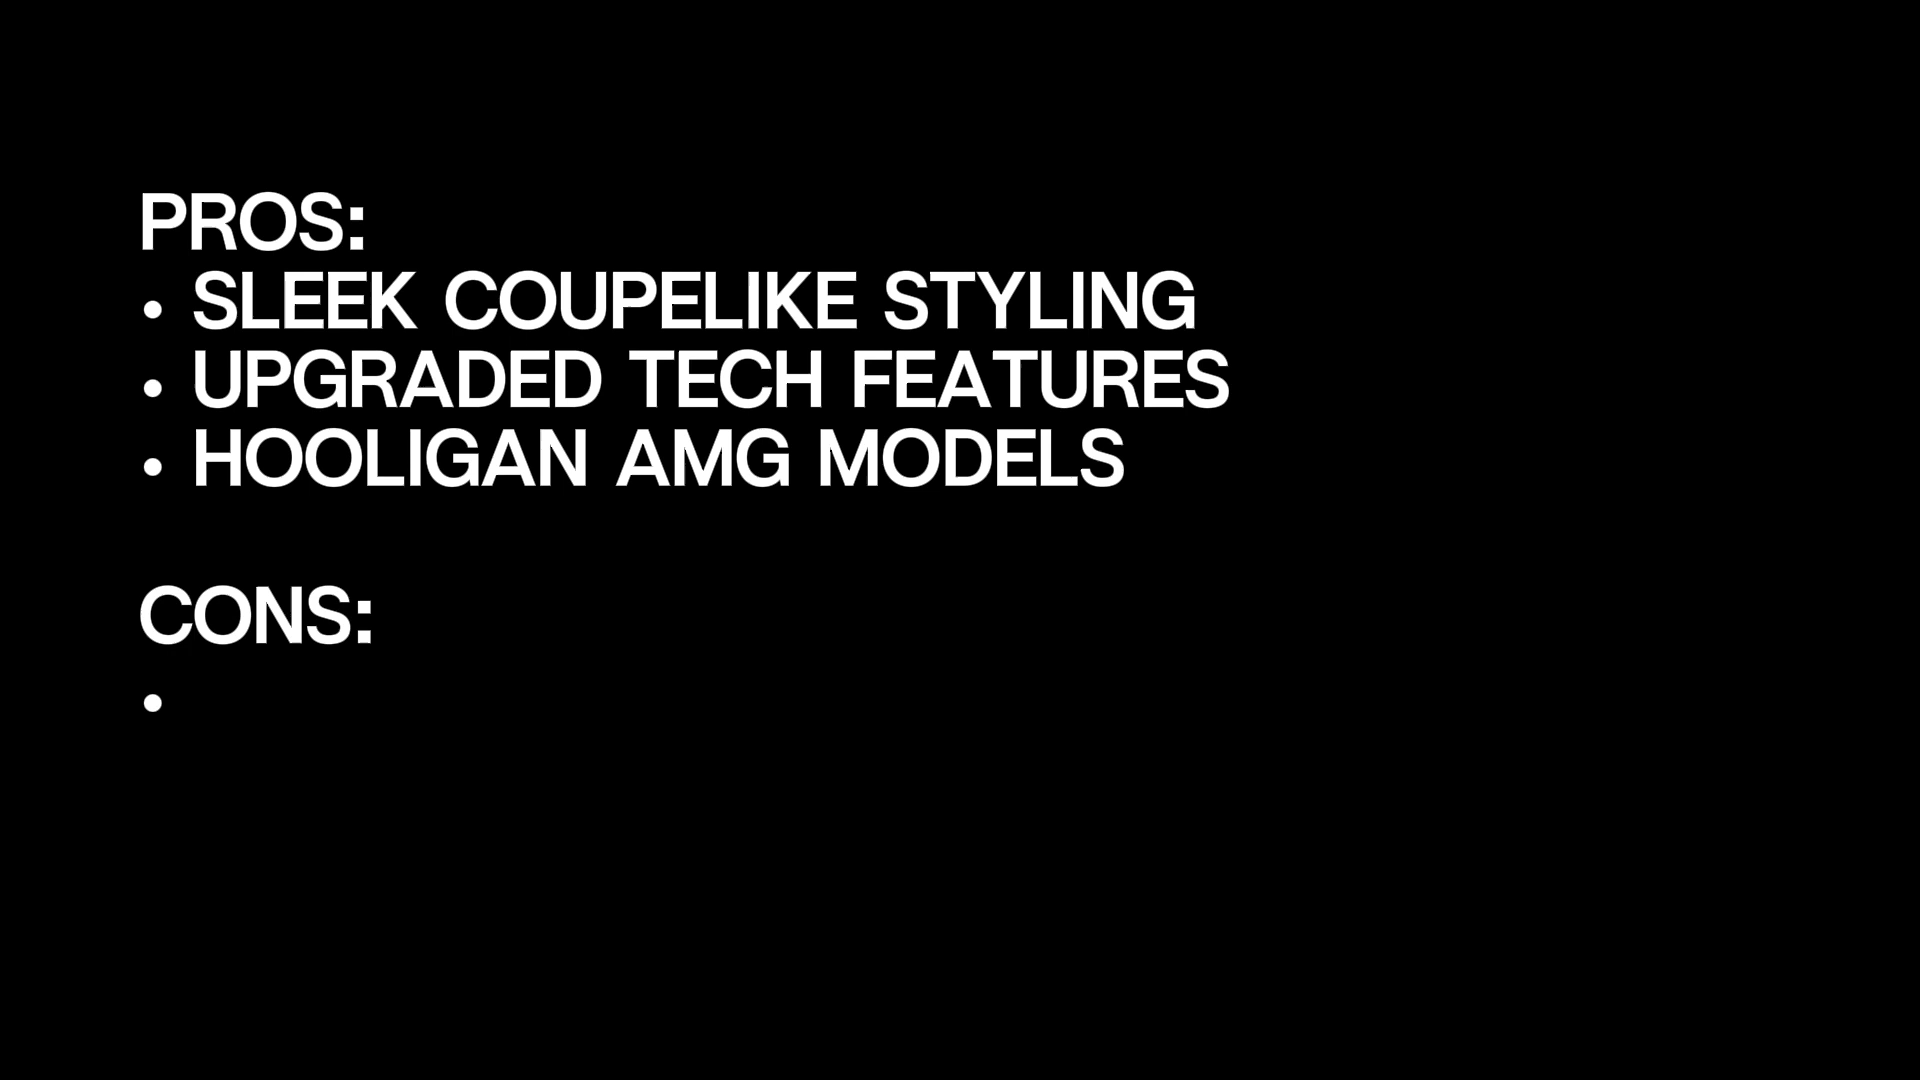 PROS:
• SLEEK COUPELIKE STYLING
• UPGRADED TECH FEATURES
• HOOLIGAN AMG MODELS
CONS:
•